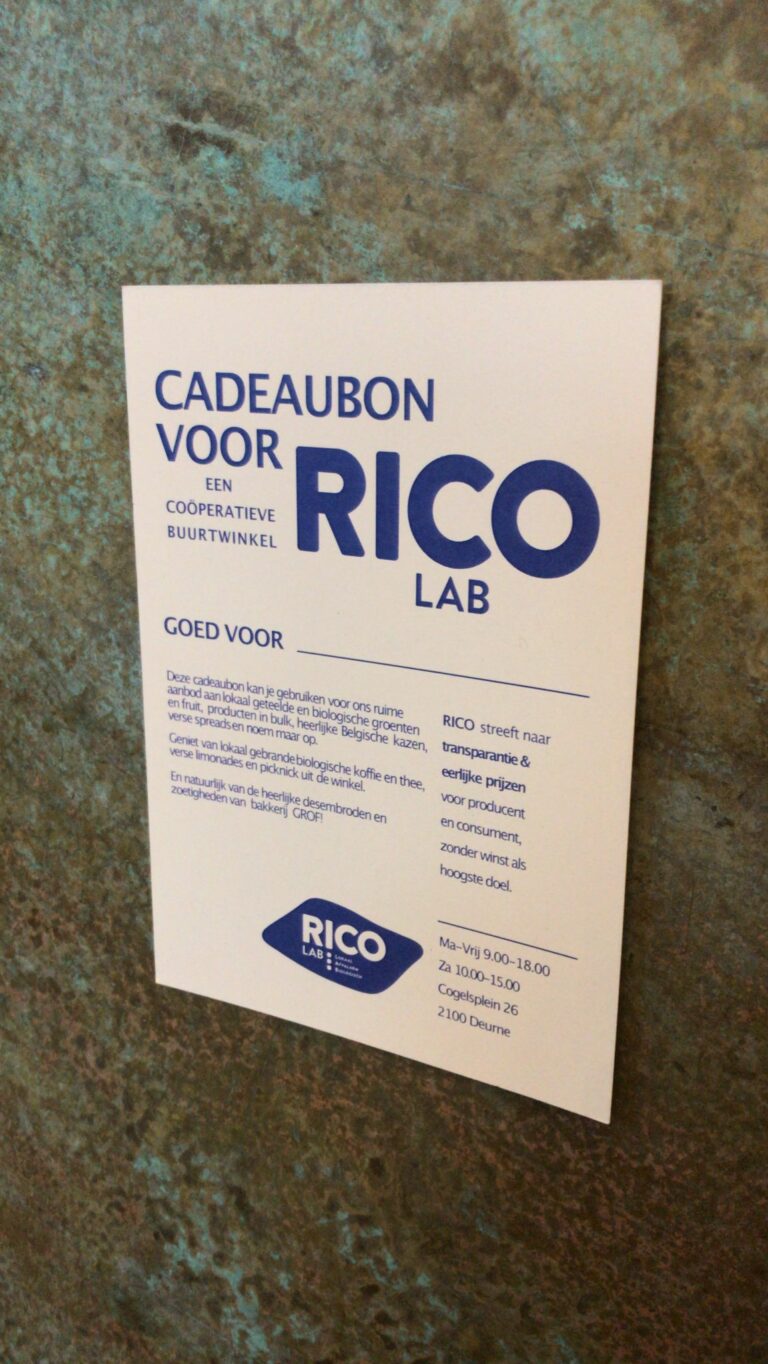 CADEAUBON
VOOR
EEN
COÖPERATIEVE
BUURTWINKEL
RICO
LAB
GOED VOOR
Deze cadeaubon kan je gebruiken voor ons ruime
aanbod aan lokaal geteelde en biologische groenten
en fruit, producten in bulk, heerlijke Belgische kazen,
verse spreads en noem maar op.
Geniet van lokaal gebrande biologische koffie en thee,
verse limonades en picknick uit de winkel.
En natuurlijk van de heerlijke desembroden en
zoetigheden van bakkerij GROF!
RICO streeft naar
transparantie &
eerlijke prijzen
voor producent
en consument,
zonder winst als
hoogste doel.
RICO
LAB
LOKAAL
AFVALARM
BIOLOGISCH
Ma–Vrij 9.00–18.00
Za 10.00–15.00
Cogelsplein 26
2100 Deurne